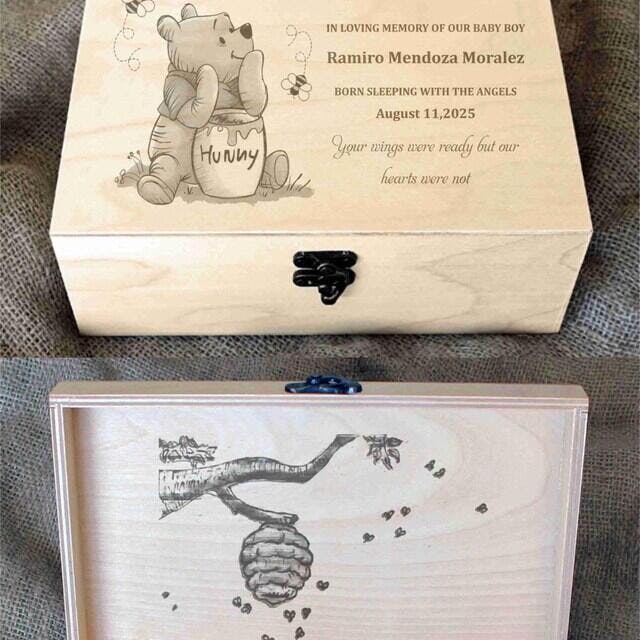 IN LOVING MEMORY OF OUR BABY BOY
Ramiro Mendoza Moralez
BORN SLEEPING WITH THE ANGELS
August 11,2025
Your wings were ready but our
hearts were not
HUNNY